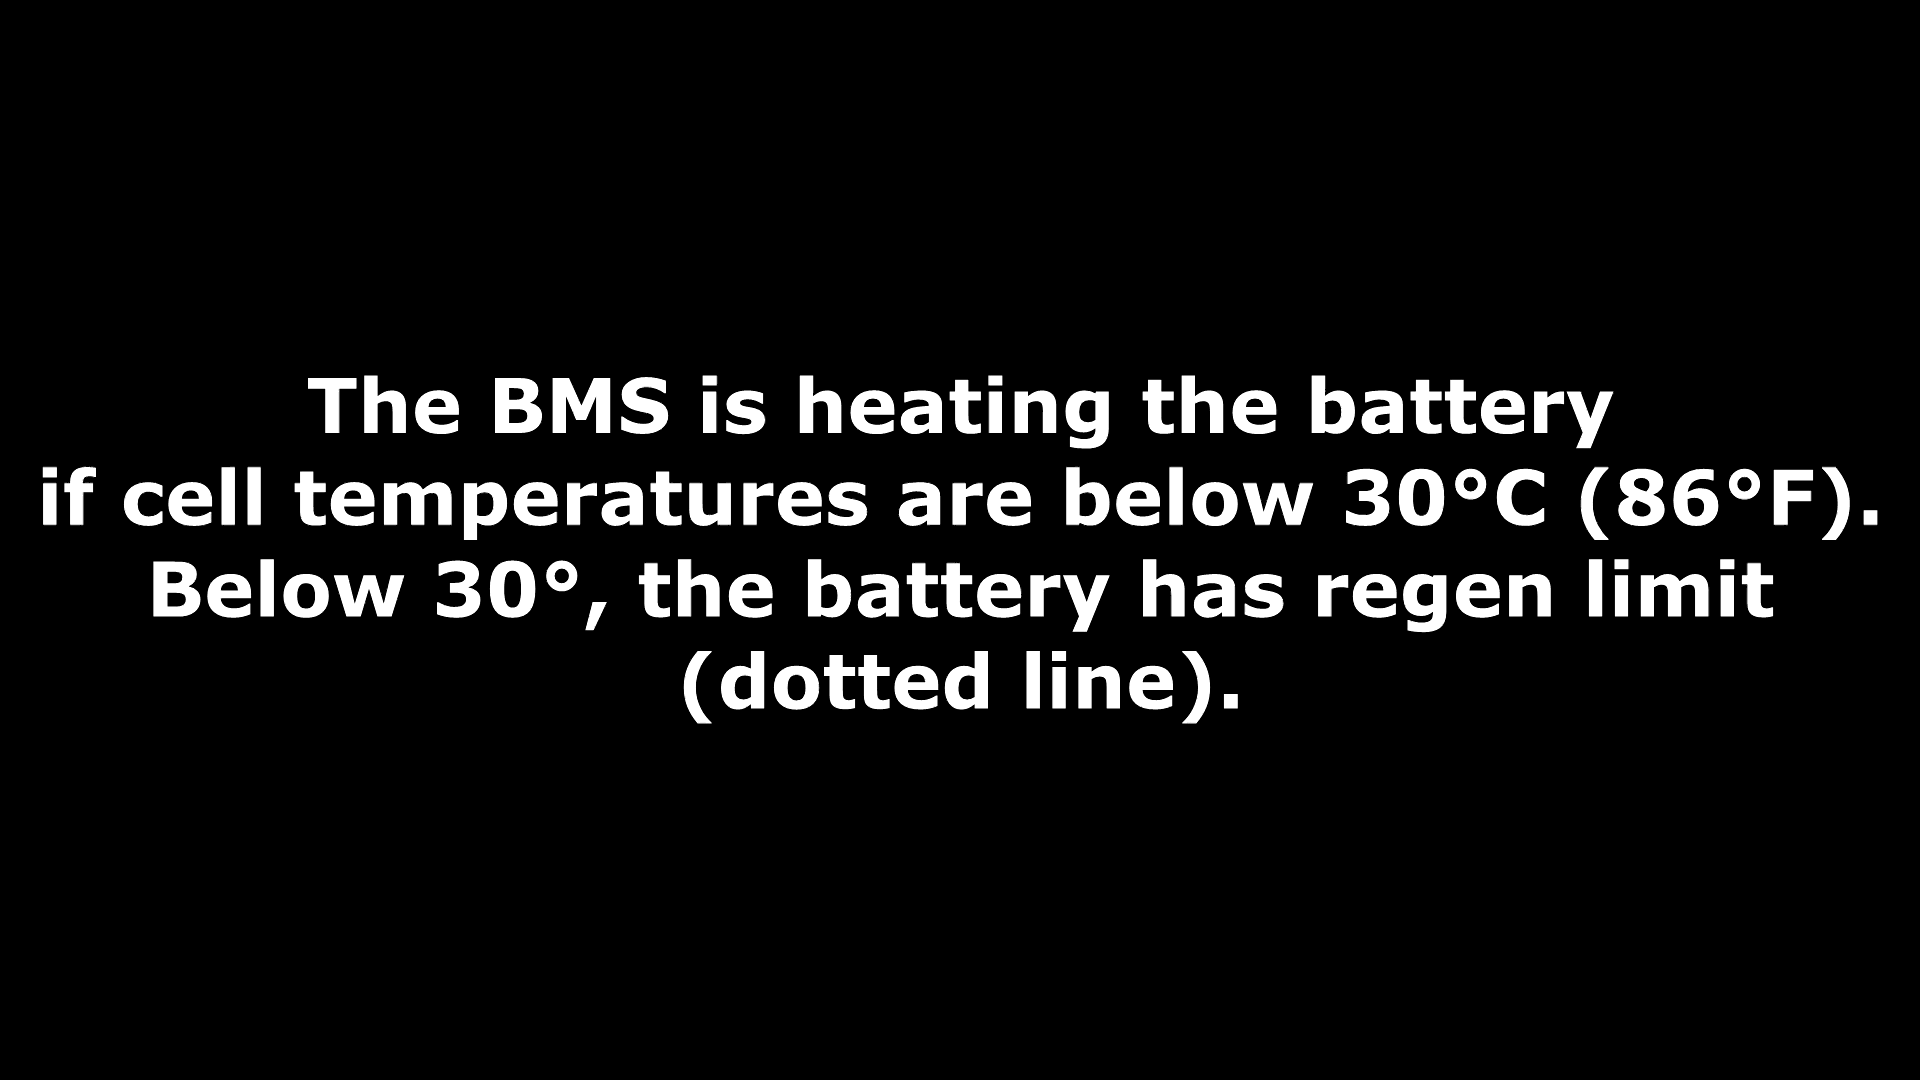 The BMS is heating the battery
if cell temperatures are below 30°C (86°F).
Below 30°, the battery has regen limit
(dotted line).